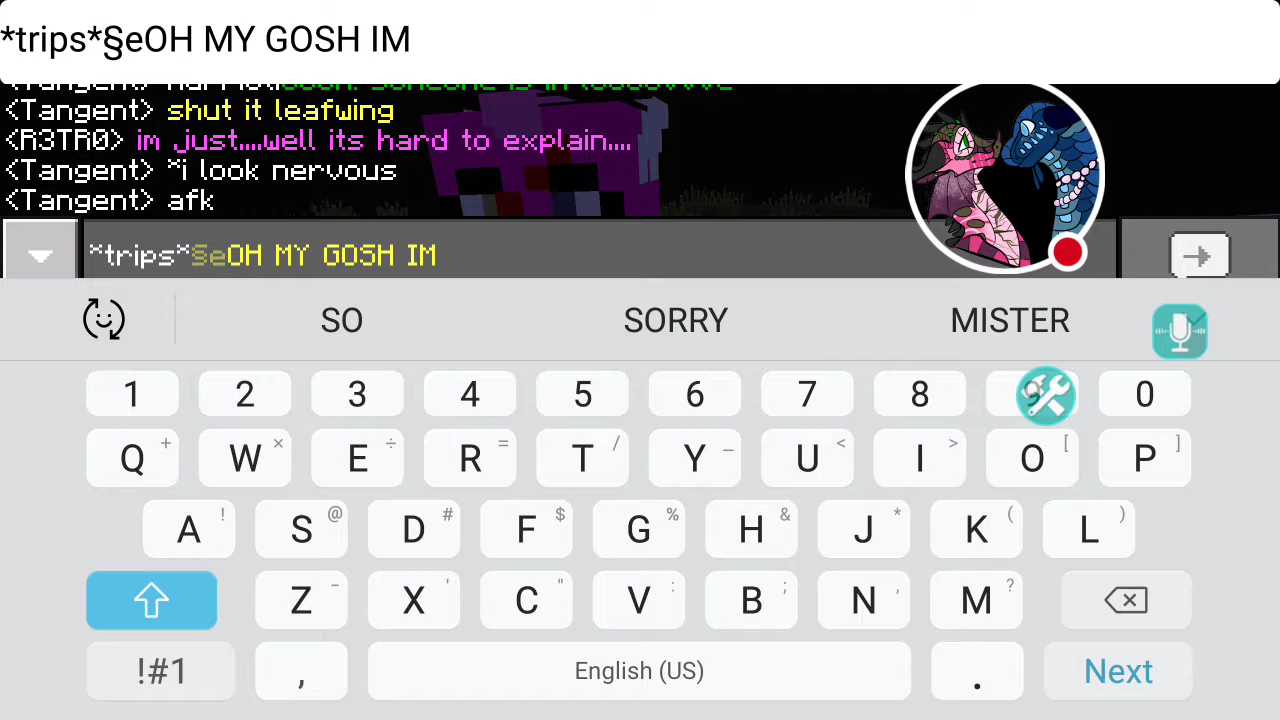 *trips*§eOH MY GOSH IM
<Tangent> shut it leafwing
<R3TR0> im just....well its hard to explain....
<Tangent> *i look nervous
<Tangent> afk
*trips*§eOH MY GOSH IM
SO SORRY MISTER
1 2 3 4 5 6 7 8 9 0
Q + W × E ÷ R = T / Y _ U < I > O [ P ]
A ! S @ D # F $ G % H & J * K ( L )
Z - X ' C " V : B ; N , M ?
!#1 , English (US) . Next